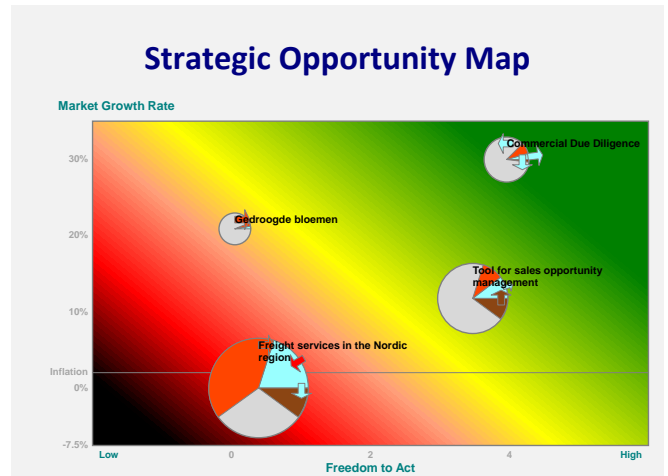 Strategic Opportunity Map
Market Growth Rate
30%
Commercial Due Diligence
20%
Gedroogde bloemen
Tool for sales opportunity
management
10%
Freight services in the Nordic
region
Inflation
0%
-7.5%
Low
0
2
4
High
Freedom to Act